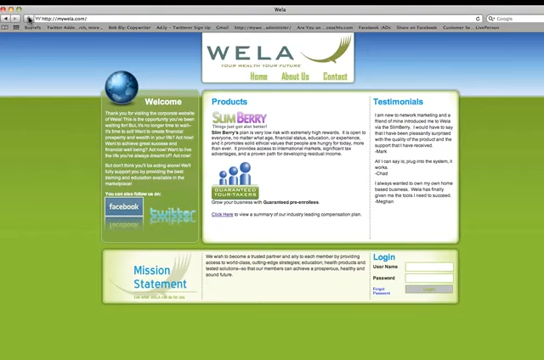 Wela
http://mywela.com/
WELA
YOUR WEALTH YOUR FUTURE
Home
About Us
Contact
Welcome
Thank you for visiting the corporate website
of Wela! This is the opportunity you've been
waiting for! But, it's no longer time to wait--
it's time to act! Want to create financial
prosperity and wealth in your life? Act now!
Want to achieve great success and
financial well being? Act now! Want to live
the life you've always dreamed of? Act now!
But don't think you'll be doing it alone! We'll
fully support you by providing the best
training and education available in the
marketplace!
You can also follow us on:
facebook
twitter
Products
SLIM BERRY
Things just got slim better!
Slim Berry's plan is very low risk with extremely high rewards. It is open to
everyone, no matter what age, financial status, education, or experience,
and it promotes solid ethical values that people are hungry for today, more
than ever. It provides access to international markets, significant tax
advantages, and a proven path for developing residual income.
GUARANTEED
TOUR-TAKERS
Grow your business with Guaranteed pre-enrollees.
Click Here to view a summary of our industry leading compensation plan.
Testimonials
I am new to network marketing and a
friend of mine introduced me to Wela
via the SlimBerry. I would have to say
that I have been pleasantly surprised
with the quality of the product and the
support that I have received.
-Mark
All I can say is, plug into the system, it
works.
-Chad
I always wanted to own my own home
based business. Wela has finally
given me the tools I need to succeed.
-Meghan
Mission
Statement
We wish to become a trusted partner and ally to each member by providing
access to world-class, cutting-edge strategies; education; health products and
tested solutions--so that our members can achieve a prosperous, healthy and
sound future.
Login
User Name
Password
Forgot
Password
Login